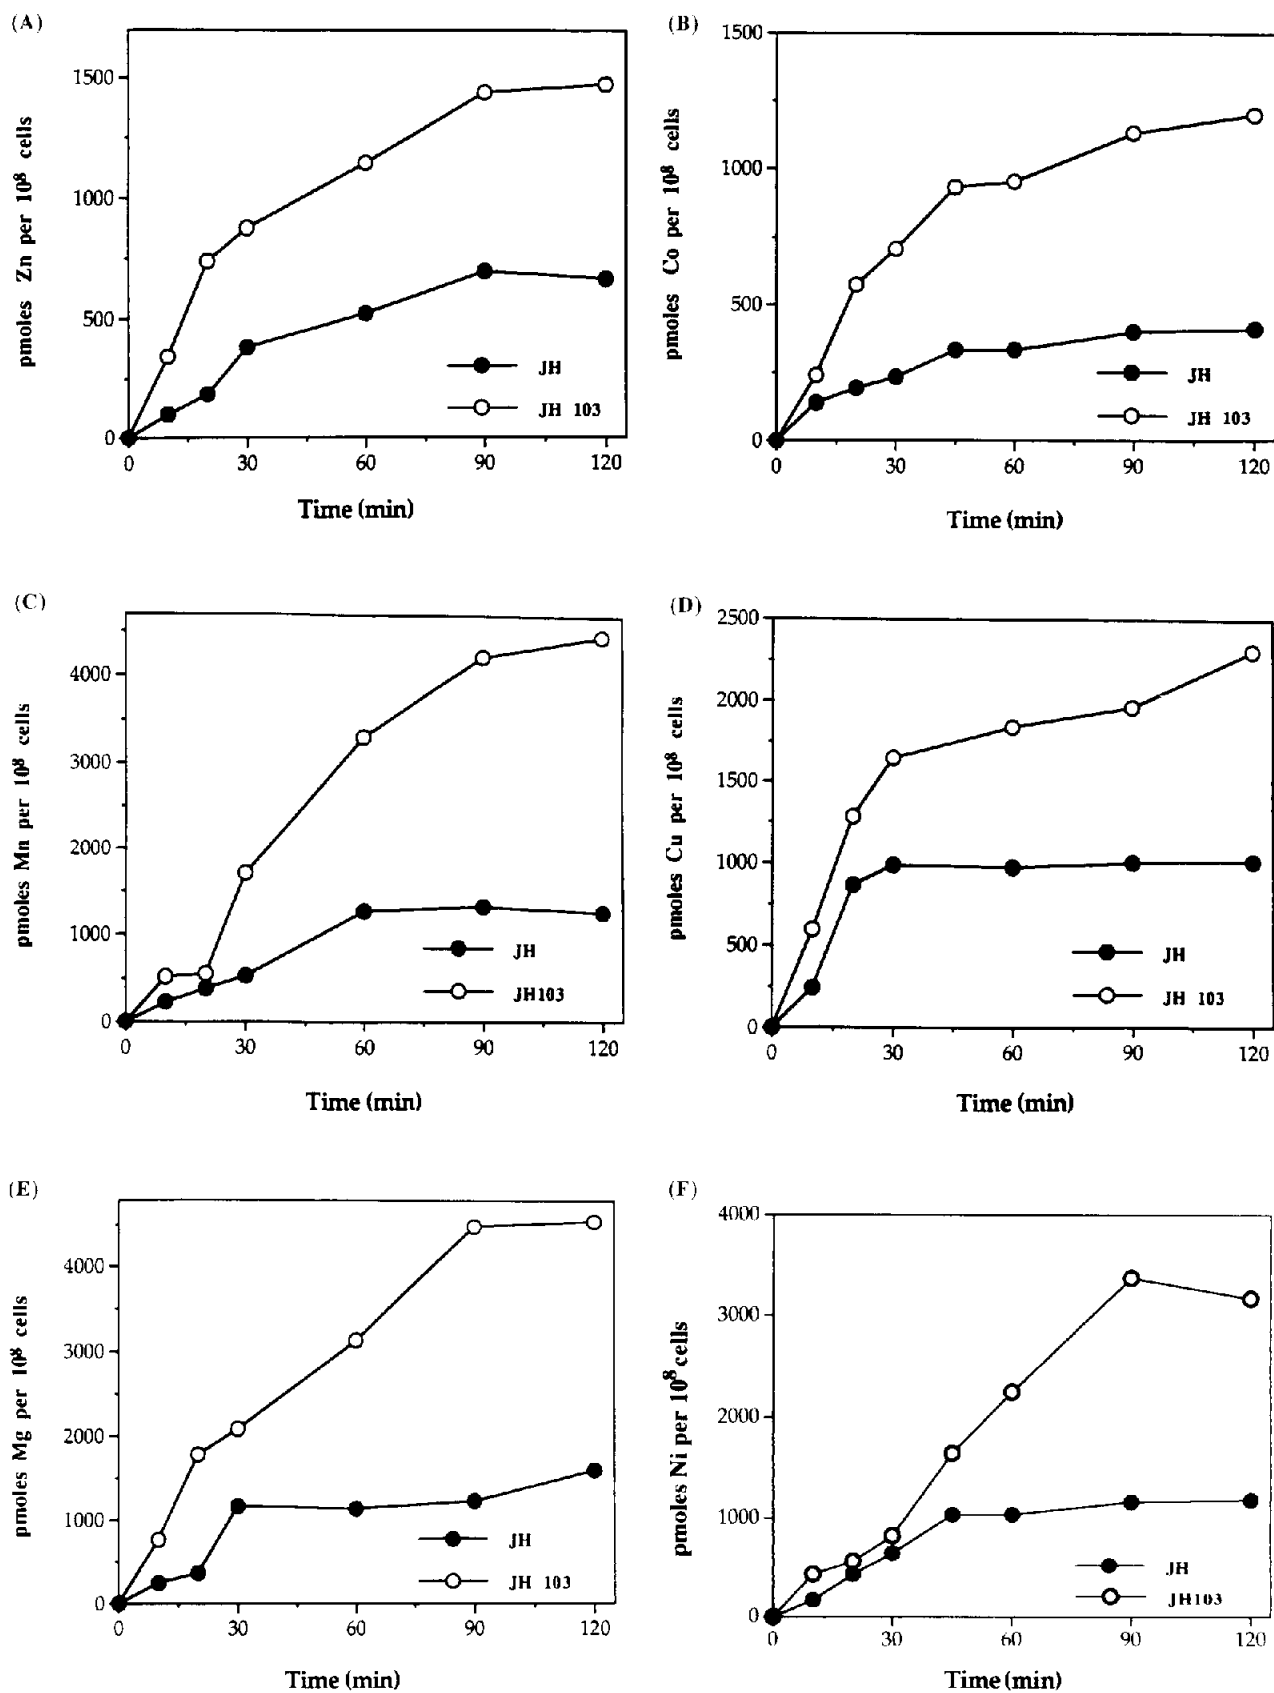 (A)
1500
1000
500
0
pmoles Zn per 10⁸ cells
JH
JH 103
0 30 60 90 120
Time (min)
(B)
1500
1000
500
0
pmoles Co per 10⁸ cells
JH
JH 103
0 30 60 90 120
Time (min)
(C)
4000
3000
2000
1000
0
pmoles Mn per 10⁸ cells
JH
JH103
0 30 60 90 120
Time (min)
(D)
2500
2000
1500
1000
500
0
pmoles Cu per 10⁸ cells
JH
JH 103
0 30 60 90 120
Time (min)
(E)
4000
3000
2000
1000
0
pmoles Mg per 10⁸ cells
JH
JH 103
0 30 60 90 120
Time (min)
(F)
4000
3000
2000
1000
0
pmoles Ni per 10⁸ cells
JH
JH103
0 30 60 90 120
Time (min)